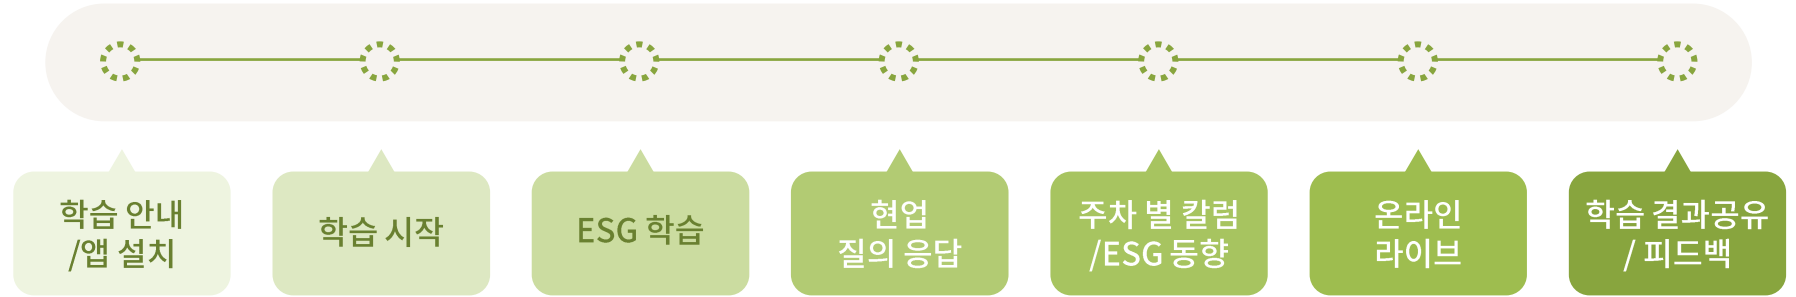 학습 안내
/앱 설치
학습 시작
ESG 학습
현업
질의 응답
주차 별 칼럼
/ESG 동향
온라인
라이브
학습 결과공유
/ 피드백